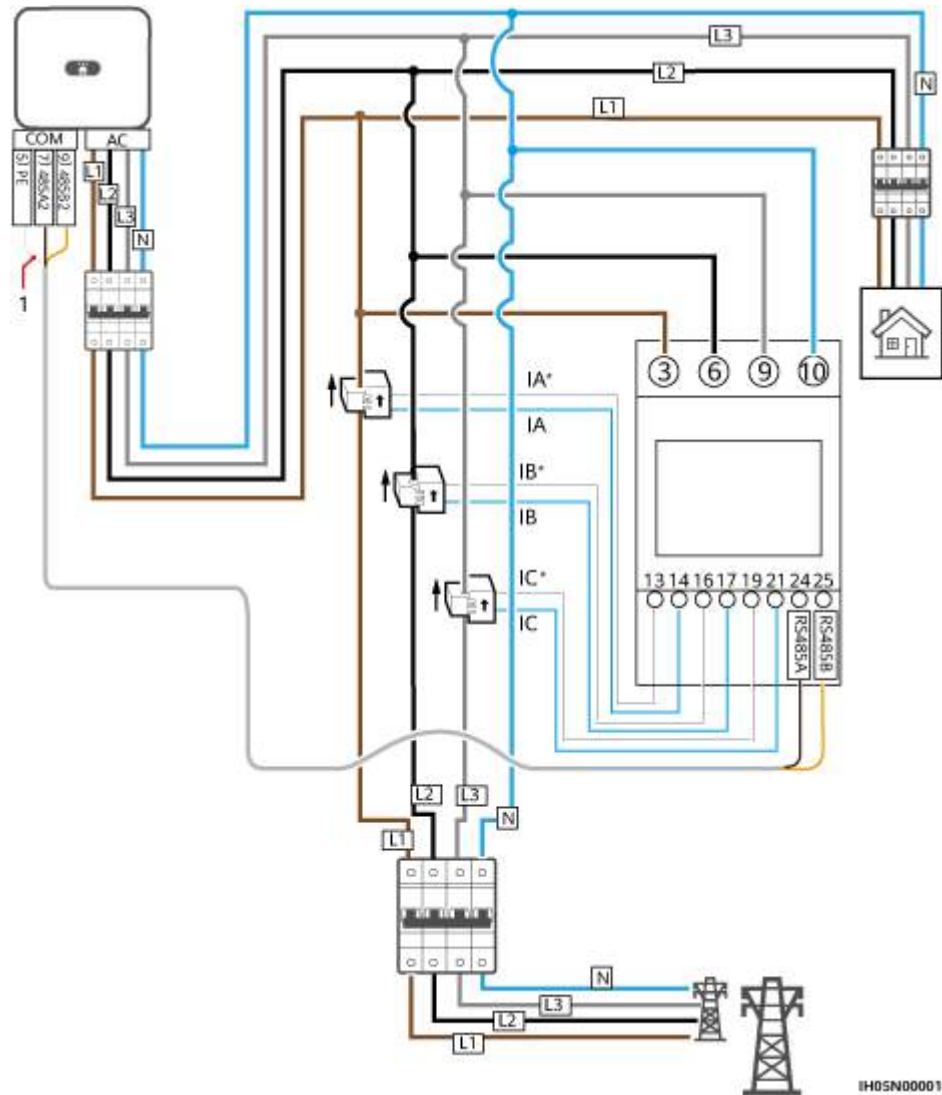 L3
L2
N
L1
COM
AC
5) PE
7) 485A2
9) 485B2
L1
L2
L3
N
1
3
6
9
10
IA*
IA
IB*
IB
IC*
IC
13 14 16 17 19 21 24 25
RS485A
RS485B
L2
L3
N
L1
N
L3
L2
L1
IH05N00001